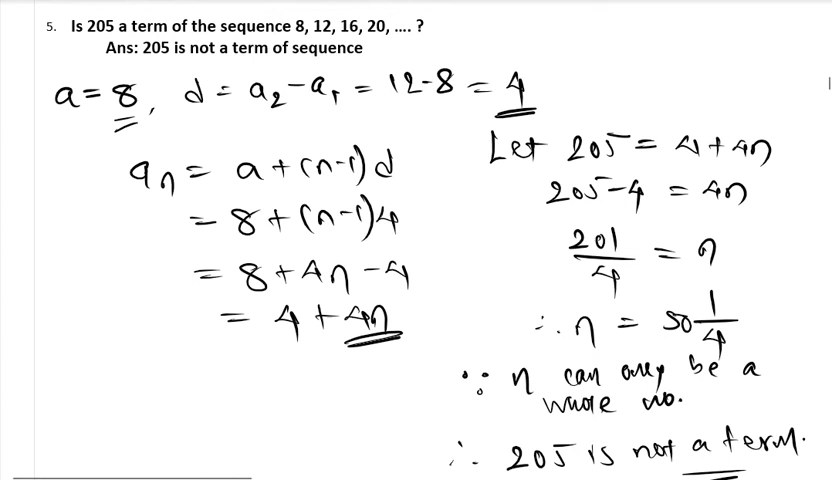 5. Is 205 a term of the sequence 8, 12, 16, 20, .... ?
Ans: 205 is not a term of sequence
a = 8, d = a₂ - a₁ = 12 - 8 = 4
aₙ = a + (n-1) d
= 8 + (n-1)4
= 8 + 4n - 4
= 4 + 4n
Let 205 = 4 + 4n
205 - 4 = 4n
201/4 = n
∴ n = 50 1/4
∵ n can only be a
whole no.
∴ 205 is not a term.